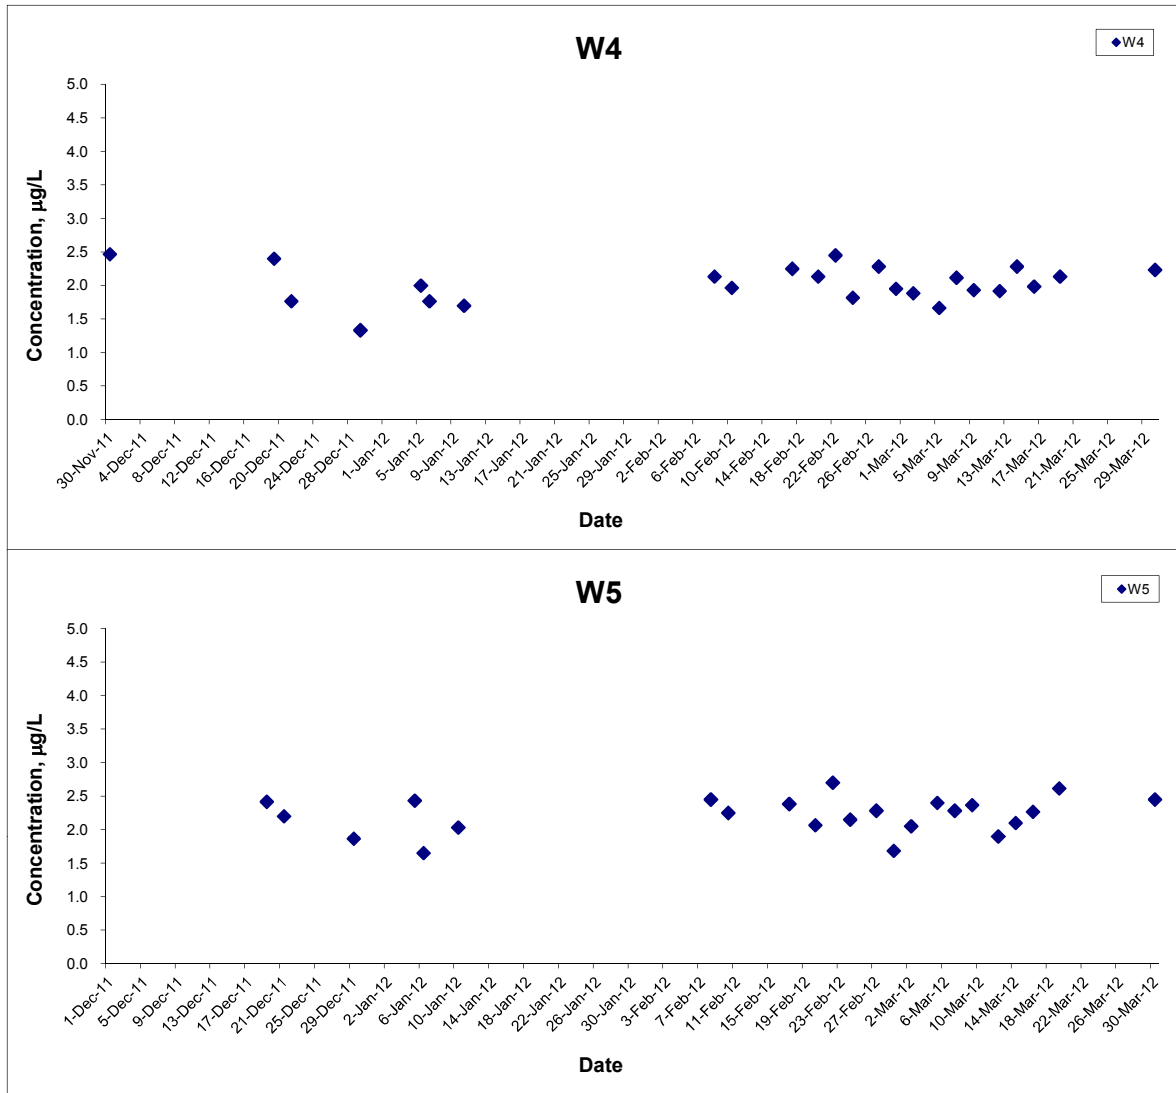 W4
W4
5.0
4.5
4.0
3.5
3.0
2.5
2.0
1.5
1.0
0.5
0.0
Concentration, µg/L
30-Nov-11
4-Dec-11
8-Dec-11
12-Dec-11
16-Dec-11
20-Dec-11
24-Dec-11
28-Dec-11
1-Jan-12
5-Jan-12
9-Jan-12
13-Jan-12
17-Jan-12
21-Jan-12
25-Jan-12
29-Jan-12
2-Feb-12
6-Feb-12
10-Feb-12
14-Feb-12
18-Feb-12
22-Feb-12
26-Feb-12
1-Mar-12
5-Mar-12
9-Mar-12
13-Mar-12
17-Mar-12
21-Mar-12
25-Mar-12
29-Mar-12
Date
W5
W5
5.0
4.5
4.0
3.5
3.0
2.5
2.0
1.5
1.0
0.5
0.0
Concentration, µg/L
1-Dec-11
5-Dec-11
9-Dec-11
13-Dec-11
17-Dec-11
21-Dec-11
25-Dec-11
29-Dec-11
2-Jan-12
6-Jan-12
10-Jan-12
14-Jan-12
18-Jan-12
22-Jan-12
26-Jan-12
30-Jan-12
3-Feb-12
7-Feb-12
11-Feb-12
15-Feb-12
19-Feb-12
23-Feb-12
27-Feb-12
2-Mar-12
6-Mar-12
10-Mar-12
14-Mar-12
18-Mar-12
22-Mar-12
26-Mar-12
30-Mar-12
Date